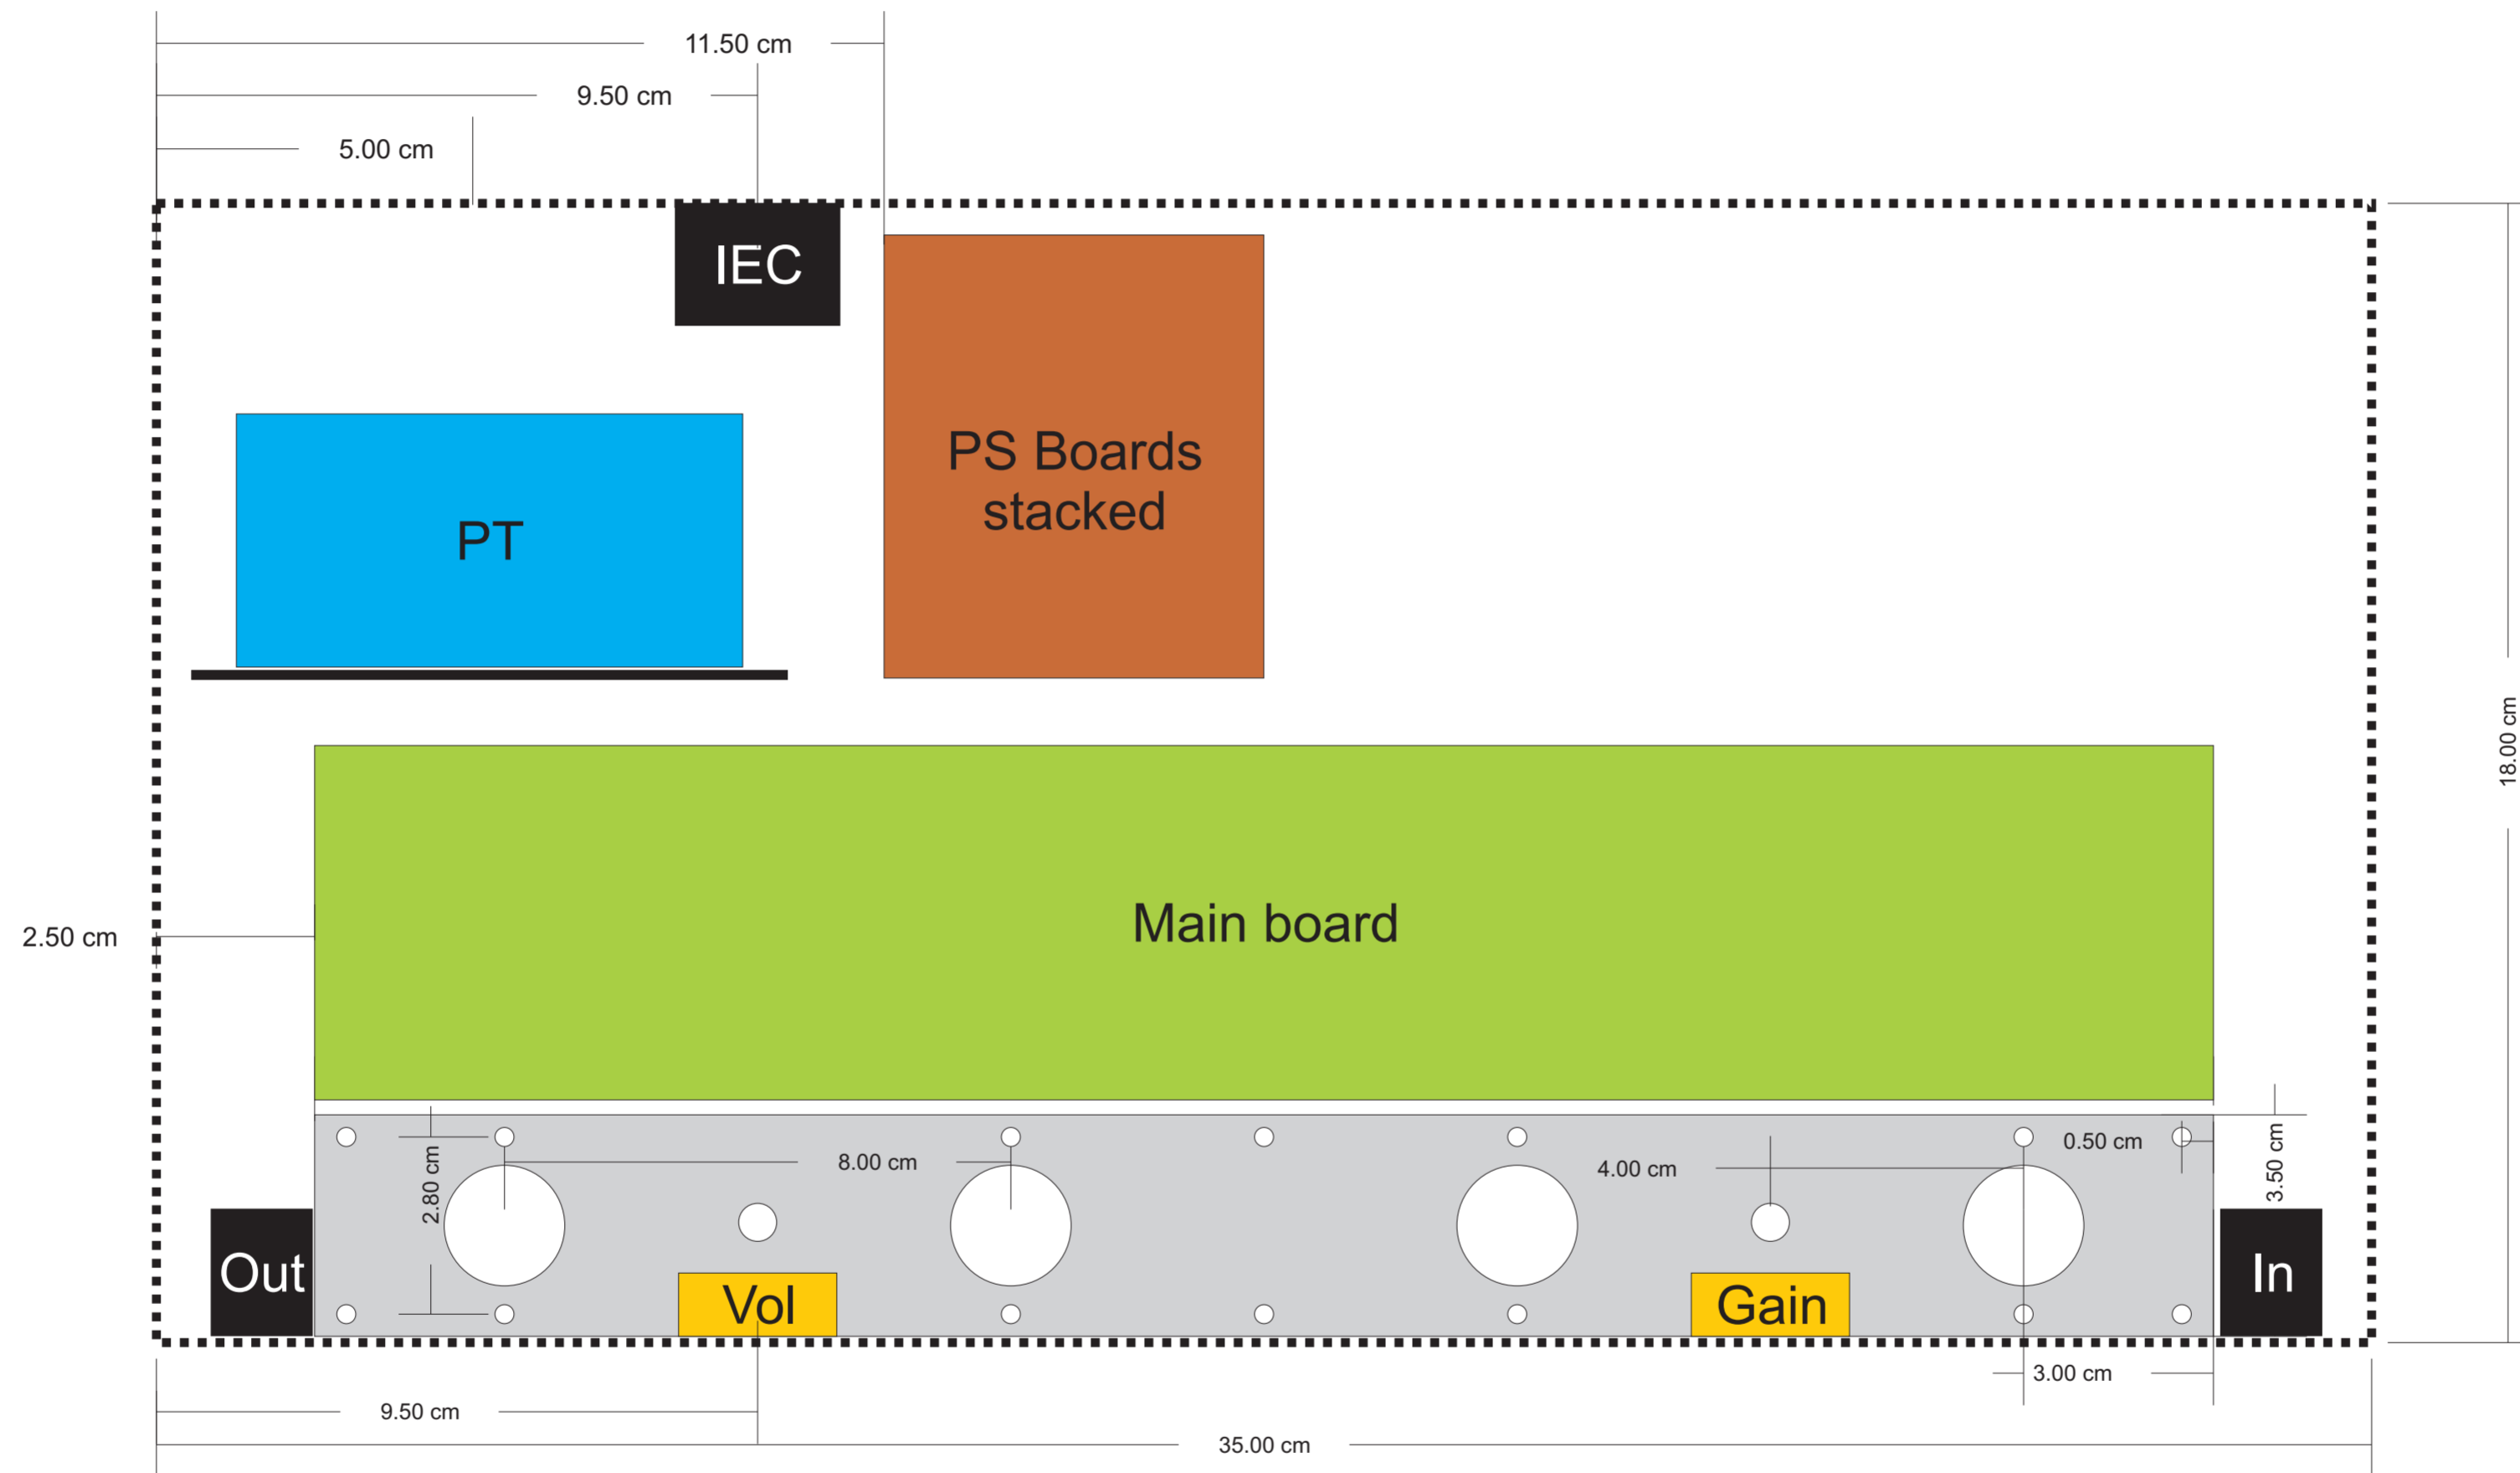 11.50 cm
9.50 cm
5.00 cm
IEC
PS Boards
stacked
PT
18.00 cm
Main board
2.50 cm
8.00 cm
4.00 cm
0.50 cm
2.80 cm
3.50 cm
Out
Vol
Gain
In
3.00 cm
9.50 cm
35.00 cm